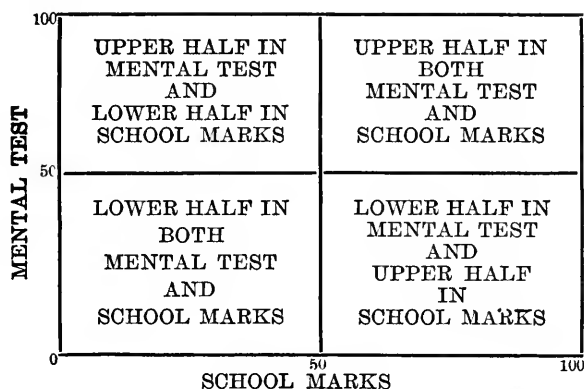 100
UPPER HALF IN
MENTAL TEST
AND
LOWER HALF IN
SCHOOL MARKS
UPPER HALF IN
BOTH
MENTAL TEST
AND
SCHOOL MARKS
MENTAL TEST
50
LOWER HALF IN
BOTH
MENTAL TEST
AND
SCHOOL MARKS
LOWER HALF IN
MENTAL TEST
AND
UPPER HALF
IN
SCHOOL MARKS
0
50
100
SCHOOL MARKS